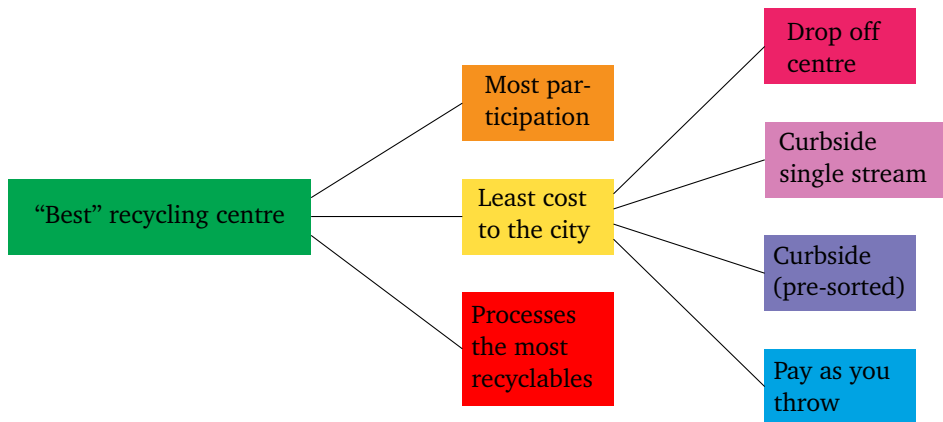 “Best” recycling centre
Most par-
ticipation
Least cost
to the city
Processes
the most
recyclables
Drop off
centre
Curbside
single stream
Curbside
(pre-sorted)
Pay as you
throw